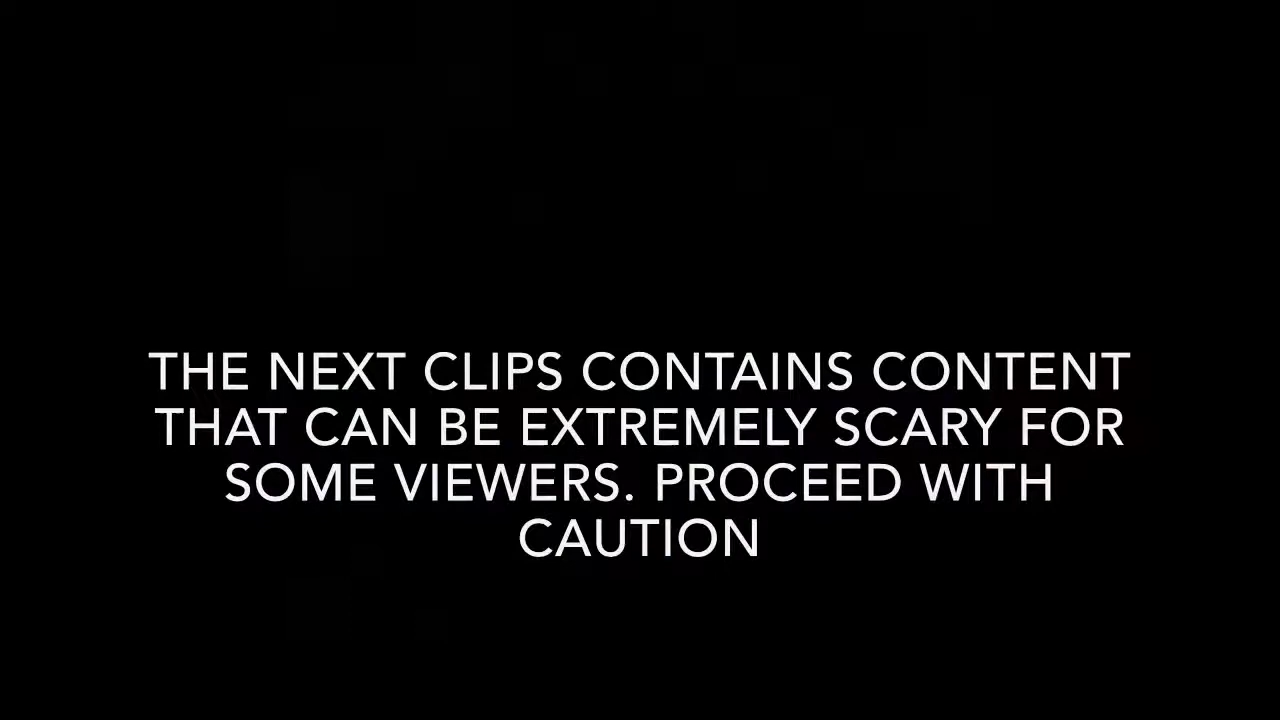 THE NEXT CLIPS CONTAINS CONTENT
THAT CAN BE EXTREMELY SCARY FOR
SOME VIEWERS. PROCEED WITH
CAUTION